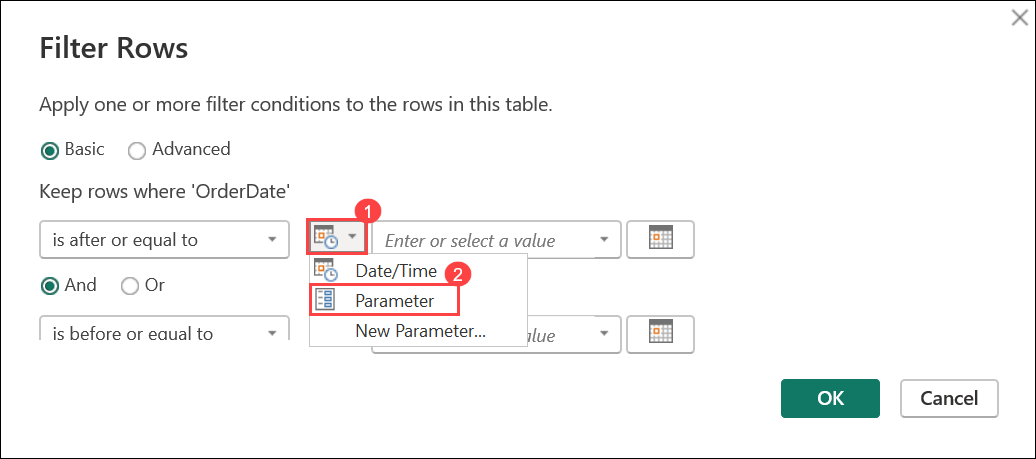 Filter Rows
Apply one or more filter conditions to the rows in this table.
Basic Advanced
Keep rows where 'OrderDate'
1
is after or equal to Enter or select a value
Date/Time 2
And Or
Parameter
is before or equal to New Parameter... alue
OK Cancel